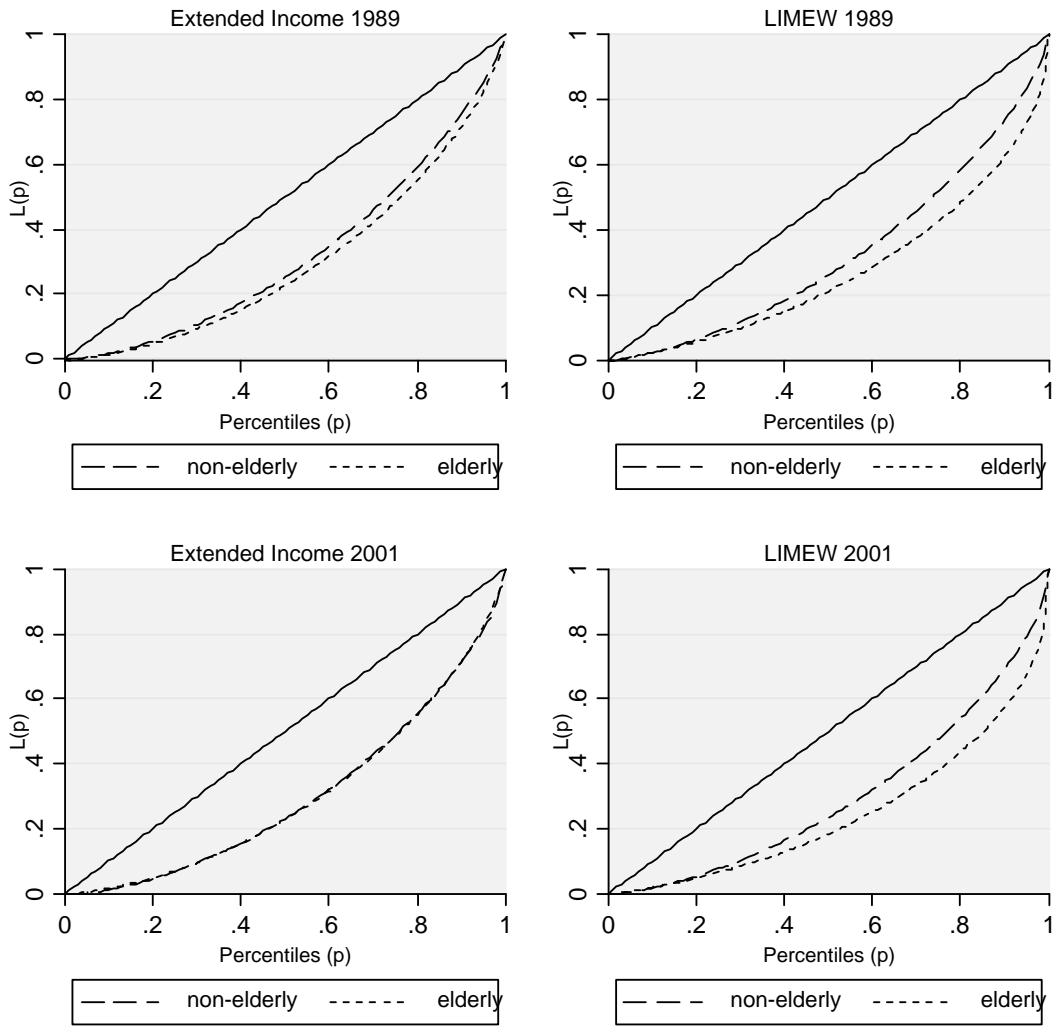 Extended Income 1989
L(p)
0 .2 .4 .6 .8 1
0 .2 .4 .6 .8 1
Percentiles (p)
non-elderly elderly
LIMEW 1989
L(p)
0 .2 .4 .6 .8 1
0 .2 .4 .6 .8 1
Percentiles (p)
non-elderly elderly
Extended Income 2001
L(p)
0 .2 .4 .6 .8 1
0 .2 .4 .6 .8 1
Percentiles (p)
non-elderly elderly
LIMEW 2001
L(p)
0 .2 .4 .6 .8 1
0 .2 .4 .6 .8 1
Percentiles (p)
non-elderly elderly